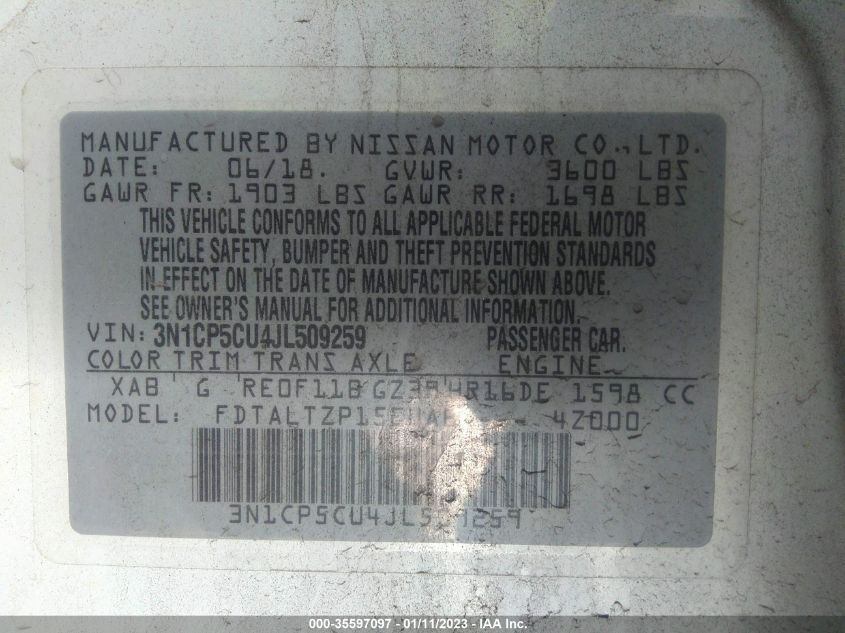 MANUFACTURED BY NISSAN MOTOR CO., LTD.
DATE: 06/18. GVWR: 3600 LBS
GAWR FR: 1903 LBS GAWR RR: 1698 LBS
THIS VEHICLE CONFORMS TO ALL APPLICABLE FEDERAL MOTOR
VEHICLE SAFETY, BUMPER AND THEFT PREVENTION STANDARDS
IN EFFECT ON THE DATE OF MANUFACTURE SHOWN ABOVE.
SEE OWNER'S MANUAL FOR ADDITIONAL INFORMATION.
VIN: 3N1CP5CU4JL509259 PASSENGER CAR.
COLOR TRIM TRANS AXLE ENGINE
XAB G RE0F11B HR16DE 1598 CC
MODEL: 42000
000-35597097 - 01/11/2023 - IAA Inc.